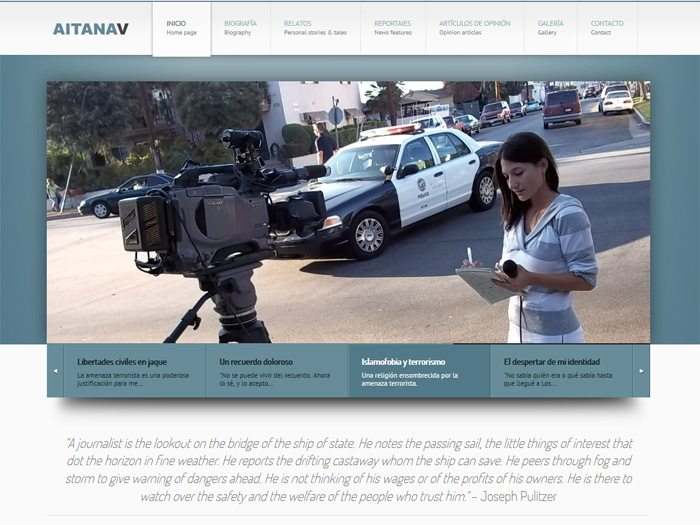 AITANAV
INICIO
Home page
BIOGRAFÍA
Biography
RELATOS
Personal stories & tales
REPORTAJES
News features
ARTÍCULOS DE OPINIÓN
Opinion articles
GALERÍA
Gallery
CONTACTO
Contact
POLICE
Libertades civiles en jaque
La amenaza terrorista es una poderosa
justificación para me...
Un recuerdo doloroso
"No se puede vivir del recuerdo. Ahora
lo sé, y lo acepto...
Islamofobia y terrorismo
Una religión ensombrecida por la
amenaza terrorista.
El despertar de mi identidad
"No sabía quién era o qué sabía hasta
que llegué a Los...
"A journalist is the lookout on the bridge of the ship of state. He notes the passing sail, the little things of interest that
dot the horizon in fine weather. He reports the drifting castaway whom the ship can save. He peers through fog and
storm to give warning of dangers ahead. He is not thinking of his wages or of the profits of his owners. He is there to
watch over the safety and the welfare of the people who trust him." – Joseph Pulitzer